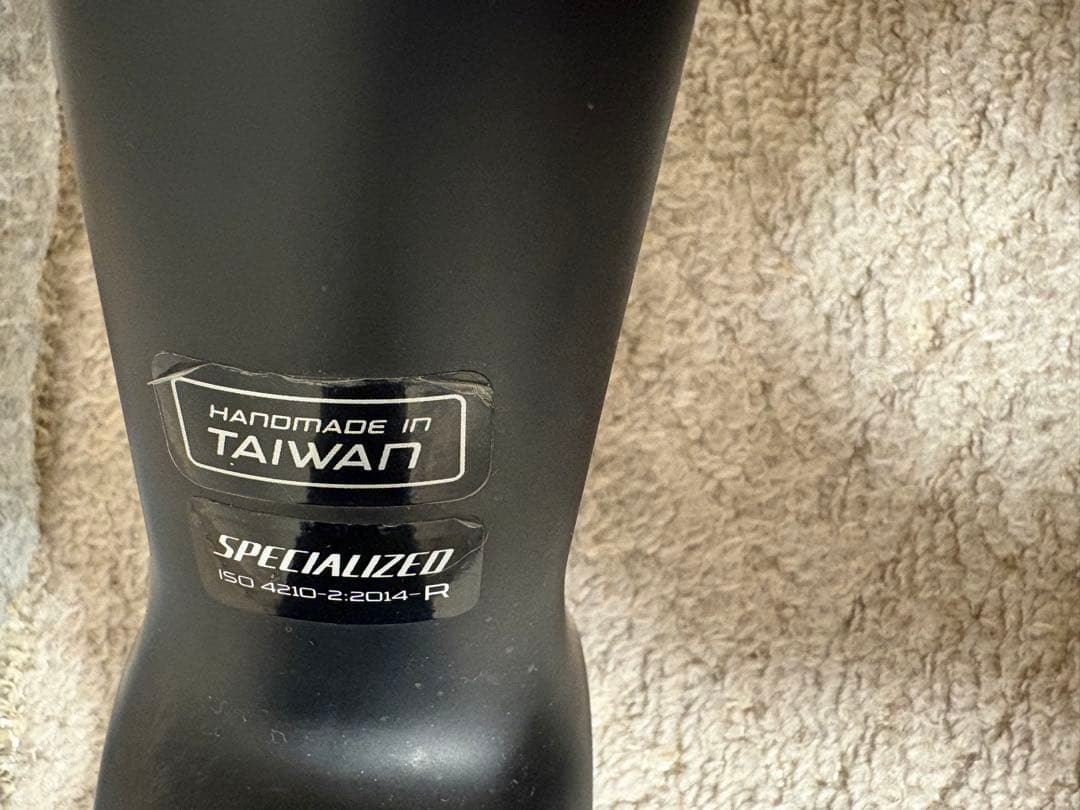 HANDMADE IN
TAIWAN
SPECIALIZED
ISO 4210-2:2014-R